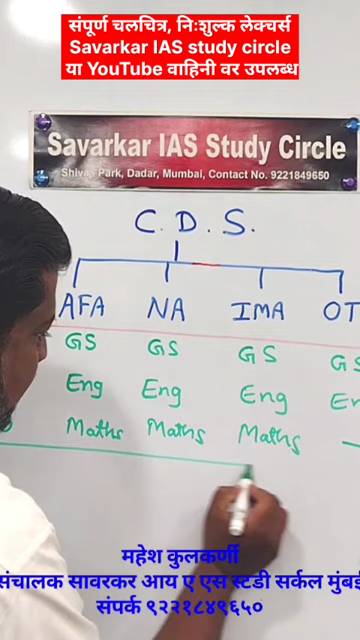 संपूर्ण चलचित्र, निःशुल्क लेक्चर्स
Savarkar IAS study circle
या YouTube वाहिनी वर उपलब्ध
Savarkar IAS Study Circle
Shivaji Park, Dadar, Mumbai, Contact No. 9221849650
C. D. S.
AFA NA IMA OT
GS GS GS GS
Eng Eng Eng En
Maths Maths Maths —
महेश कुलकर्णी
संचालक सावरकर आय ए एस स्टडी सर्कल मुंबई
संपर्क ९२२१८४९६५०